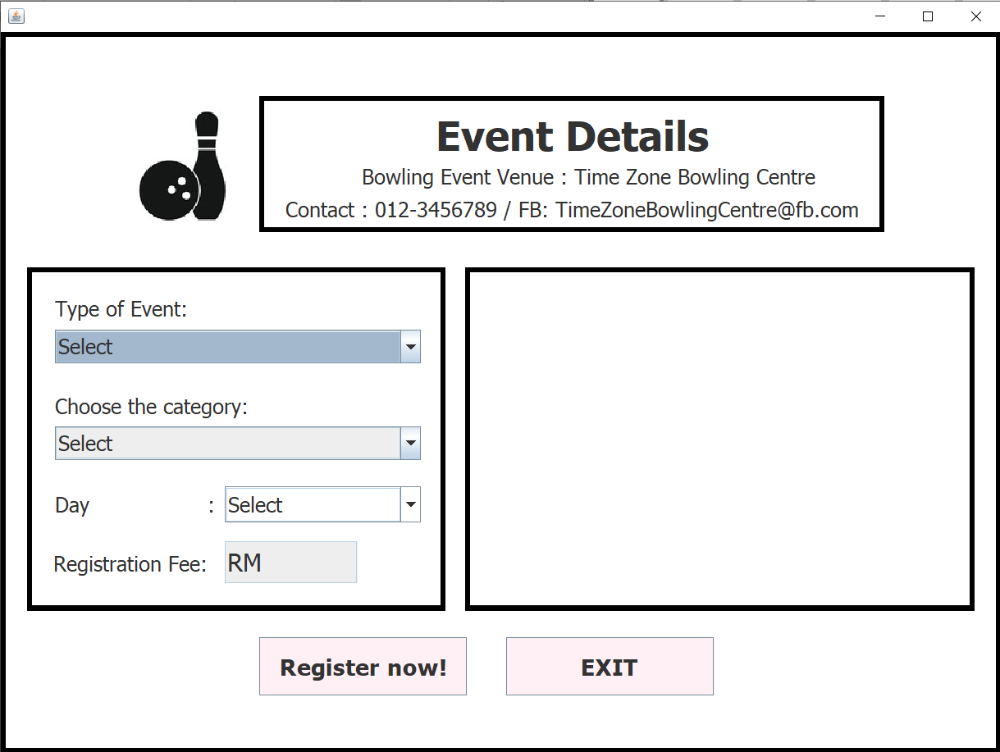 Event Details
Bowling Event Venue : Time Zone Bowling Centre
Contact : 012-3456789 / FB: TimeZoneBowlingCentre@fb.com
Type of Event:
Select
Choose the category:
Select
Day : Select
Registration Fee: RM
Register now! EXIT